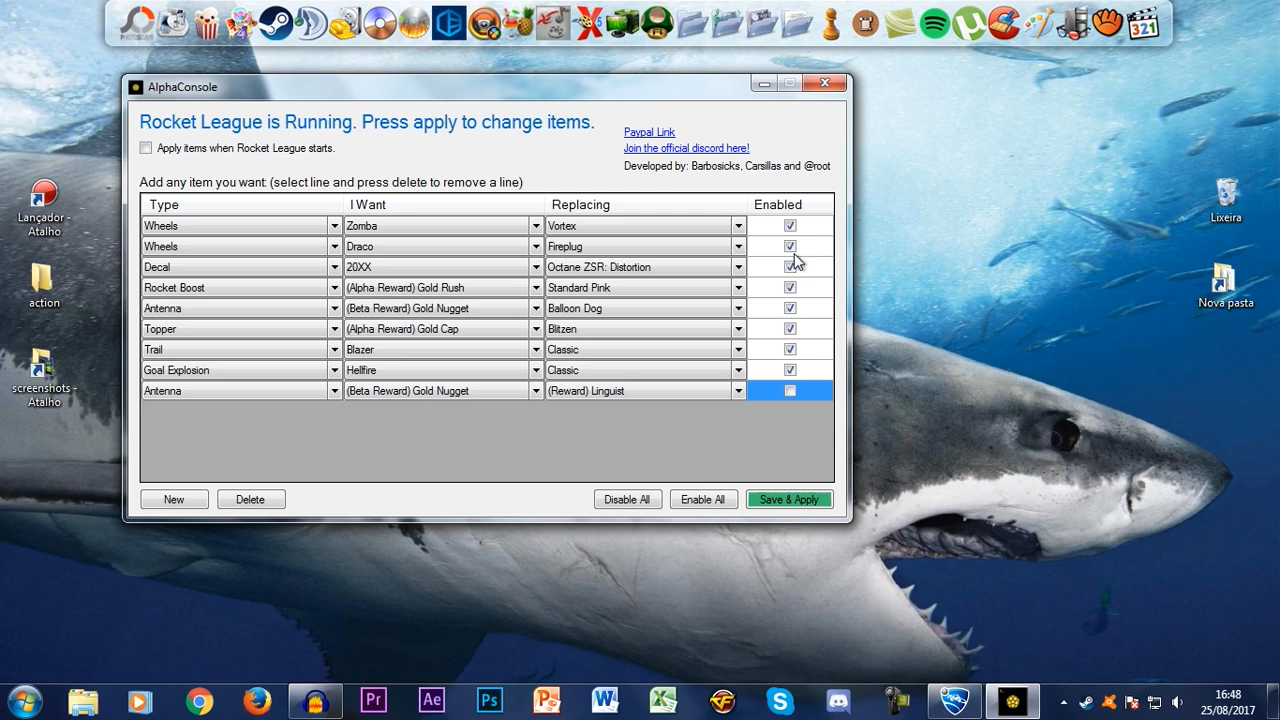 PHOTOSCAPE
X
321
AlphaConsole
Rocket League is Running. Press apply to change items.
Paypal Link
Apply items when Rocket League starts.
Join the official discord here!
Developed by: Barbosicks, Carsillas and @root
Add any item you want: (select line and press delete to remove a line)
Type I Want Replacing Enabled
Wheels Zomba Vortex
Wheels Draco Fireplug
Decal 20XX Octane ZSR: Distortion
Rocket Boost (Alpha Reward) Gold Rush Standard Pink
Antenna (Beta Reward) Gold Nugget Balloon Dog
Topper (Alpha Reward) Gold Cap Blitzen
Trail Blazer Classic
Goal Explosion Hellfire Classic
Antenna (Beta Reward) Gold Nugget (Reward) Linguist
New Delete Disable All Enable All Save & Apply
Lançador -
Atalho
action
screenshots -
Atalho
Lixeira
Nova pasta
Pr Ae Ps P W X S
16:48
25/08/2017